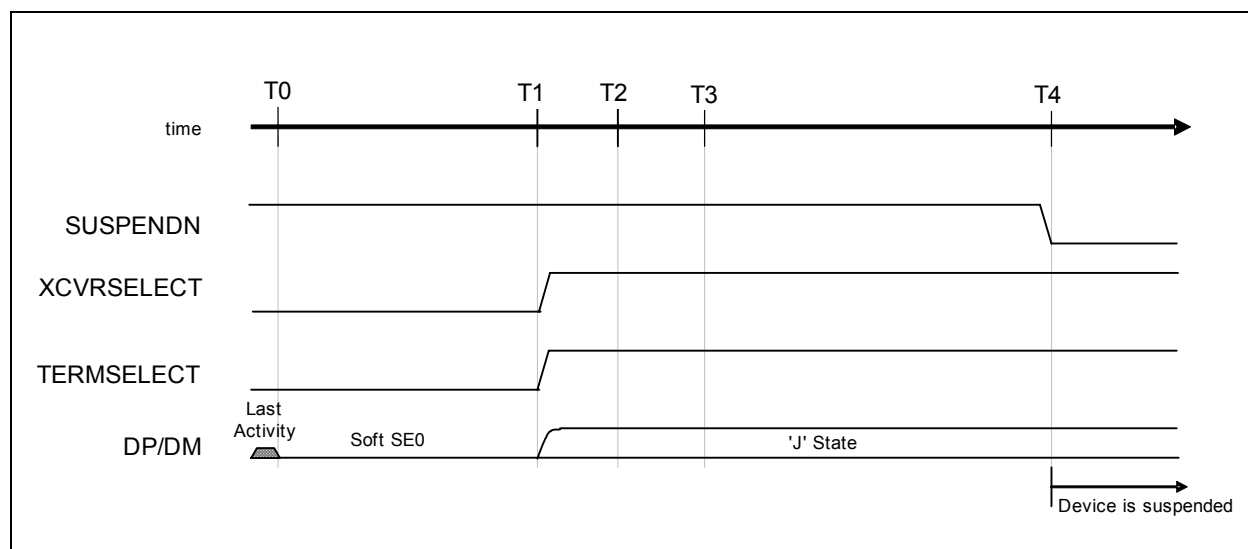 T0 T1 T2 T3 T4
time
SUSPENDN
XCVRSELECT
TERMSELECT
Last
Activity
DP/DM
Soft SE0
'J' State
Device is suspended